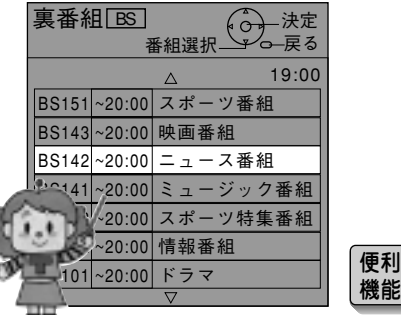 裏番組 BS
決定
番組選択 戻る
△ 19:00
BS151 ~20:00 スポーツ番組
BS143 ~20:00 映画番組
BS142 ~20:00 ニュース番組
141 ~20:00 ミュージック番組
~20:00 スポーツ特集番組
~20:00 情報番組
101 ~20:00 ドラマ
▽
便利
機能